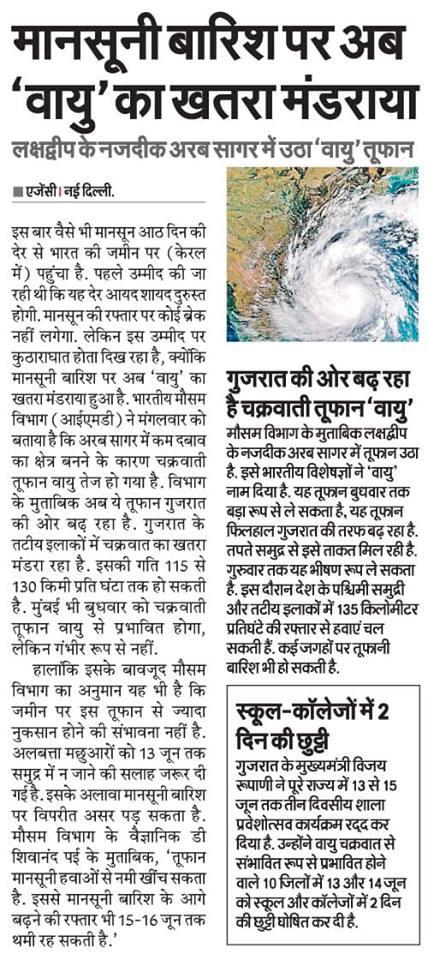 मानसूनी बारिश पर अब
‘वायु’ का खतरा मंडराया
लक्षद्वीप के नजदीक अरब सागर में उठा ‘वायु’ तूफान
■ एजेंसी। नई दिल्ली.
इस बार वैसे भी मानसून आठ दिन की
देर से भारत की जमीन पर (केरल
में) पहुंचा है. पहले उम्मीद की जा
रही थी कि यह देर आयद शायद दुरुस्त
होगी. मानसून की रफ्तार पर कोई ब्रेक
नहीं लगेगा. लेकिन इस उम्मीद पर
कुठाराघात होता दिख रहा है, क्योंकि
मानसूनी बारिश पर अब ‘वायु’ का
खतरा मंडराया हुआ है. भारतीय मौसम
विभाग (आईएमडी) ने मंगलवार को
बताया है कि अरब सागर में कम दबाव
का क्षेत्र बनने के कारण चक्रवाती
तूफान वायु तेज हो गया है. विभाग
के मुताबिक अब ये तूफान गुजरात
की ओर बढ़ रहा है. गुजरात के
तटीय इलाकों में चक्रवात का खतरा
मंडरा रहा है. इसकी गति 115 से
130 किमी प्रति घंटा तक हो सकती
है. मुंबई भी बुधवार को चक्रवाती
तूफान वायु से प्रभावित होगा,
लेकिन गंभीर रूप से नहीं.
हालांकि इसके बावजूद मौसम
विभाग का अनुमान यह भी है कि
जमीन पर इस तूफान से ज्यादा
नुकसान होने की संभावना नहीं है.
अलबत्ता मछुआरों को 13 जून तक
समुद्र में न जाने की सलाह जरूर दी
गई है. इसके अलावा मानसूनी बारिश
पर विपरीत असर पड़ सकता है.
मौसम विभाग के वैज्ञानिक डी
शिवानंद पई के मुताबिक, ‘तूफान
मानसूनी हवाओं से नमी खींच सकता
है. इससे मानसूनी बारिश के आगे
बढ़ने की रफ्तार भी 15-16 जून तक
थमी रह सकती है.’
गुजरात की ओर बढ़ रहा
है चक्रवाती तूफान ‘वायु’
मौसम विभाग के मुताबिक लक्षद्वीप
के नजदीक अरब सागर में तूफान उठा
है. इसे भारतीय विशेषज्ञों ने ‘वायु’
नाम दिया है. यह तूफान बुधवार तक
बड़ा रूप से ले सकता है, यह तूफान
फिलहाल गुजरात की तरफ बढ़ रहा है.
तपते समुद्र से इसे ताकत मिल रही है.
गुरुवार तक यह भीषण रूप ले सकता
है. इस दौरान देश के पश्चिमी समुद्री
और तटीय इलाकों में 135 किलोमीटर
प्रतिघंटे की रफ्तार से हवाएं चल
सकती हैं. कई जगहों पर तूफानी
बारिश भी हो सकती है.
स्कूल-कॉलेजों में 2
दिन की छुट्टी
गुजरात के मुख्यमंत्री विजय
रूपाणी ने पूरे राज्य में 13 से 15
जून तक तीन दिवसीय शाला
प्रवेशोत्सव कार्यक्रम रद्द कर
दिया है. उन्होंने वायु चक्रवात से
संभावित रूप से प्रभावित होने
वाले 10 जिलों में 13 और 14 जून
को स्कूल और कॉलेजों में 2 दिन
की छुट्टी घोषित कर दी है.